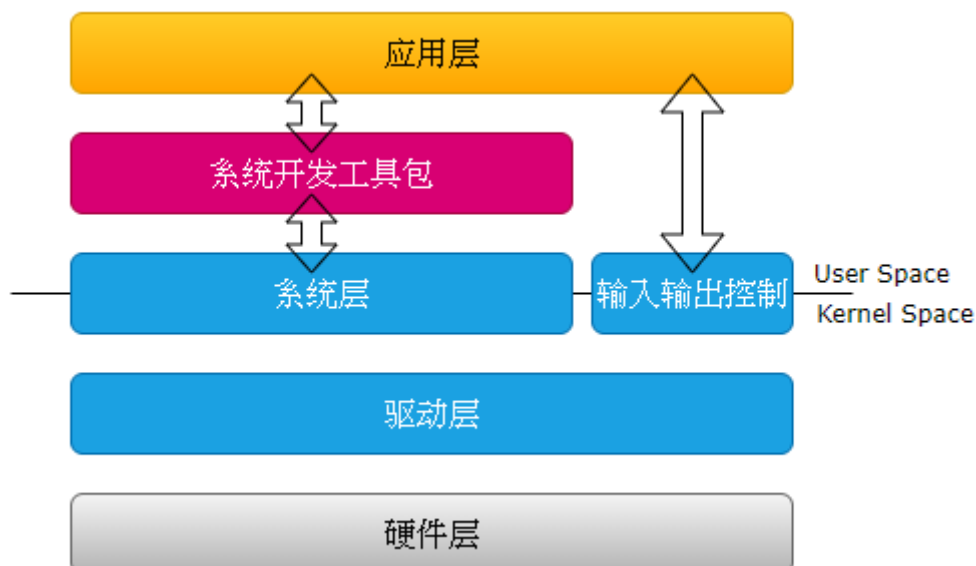 应用层
系统开发工具包
系统层
输入输出控制
User Space
Kernel Space
驱动层
硬件层